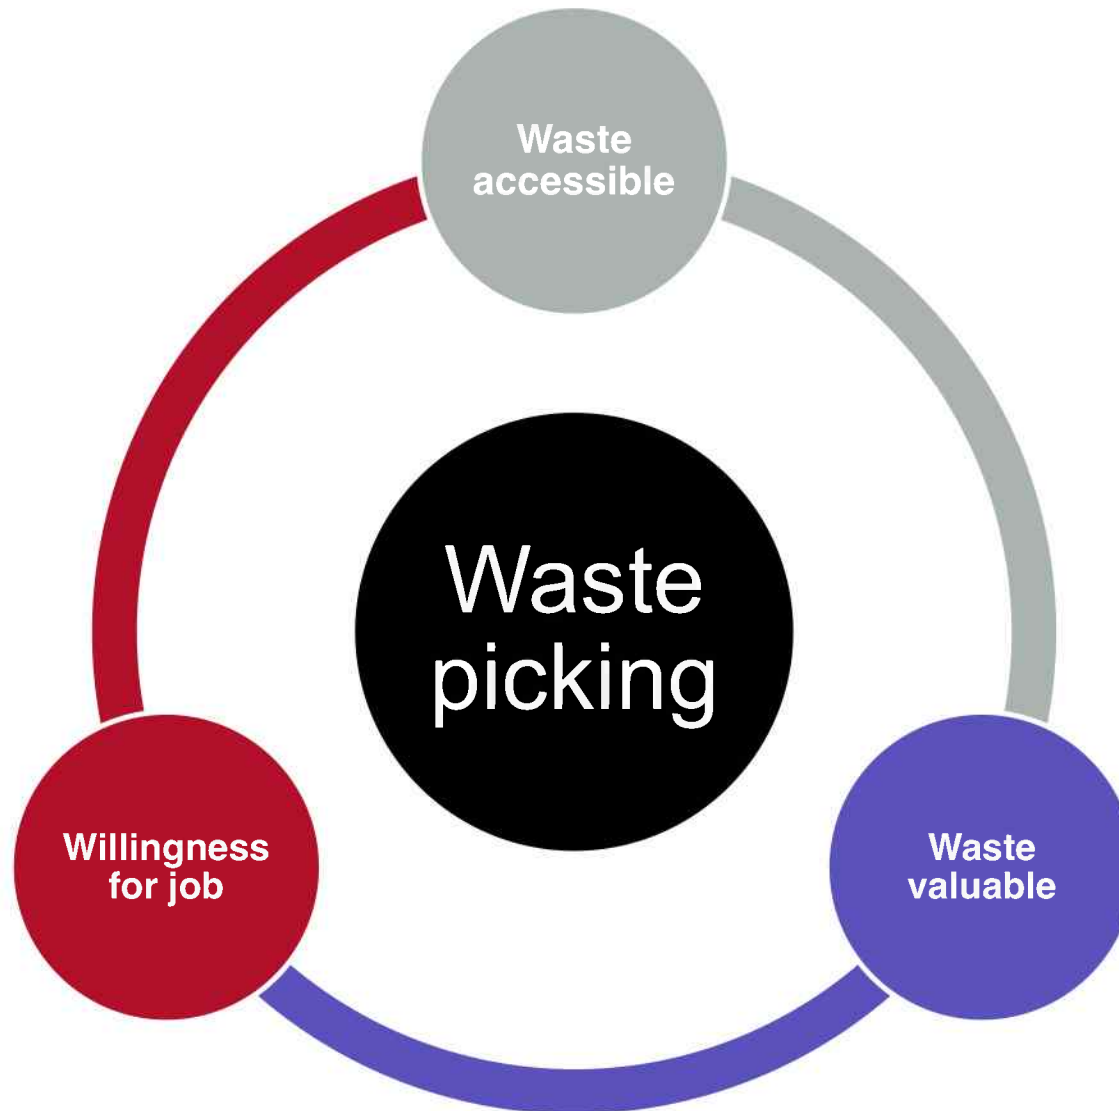 Waste
accessible
Waste
picking
Willingness
for job
Waste
valuable